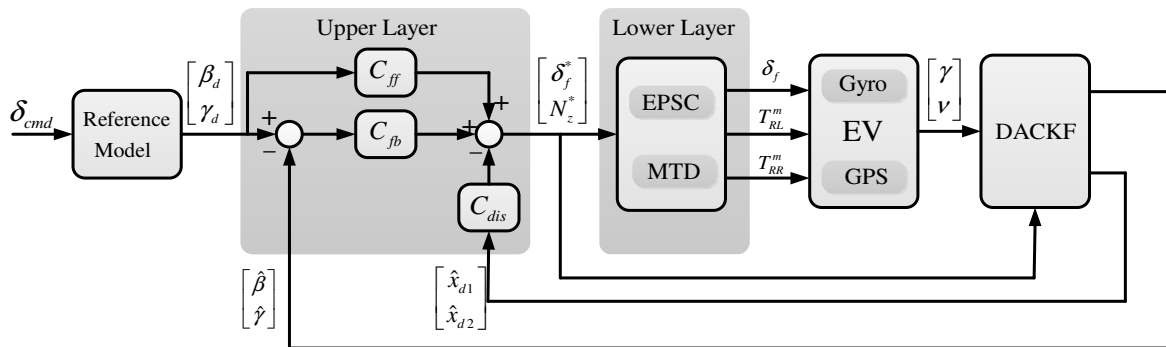 Upper Layer
Lower Layer
δ_cmd
Reference
Model
[β_d
γ_d]
+
−
C_ff
C_fb
C_dis
+
+
−
[δ_f^*
N_z^*]
EPSC
MTD
δ_f
T_RL^m
T_RR^m
Gyro
EV
GPS
[γ
ν]
DACKF
[β̂
γ̂]
[x̂_d1
x̂_d2]